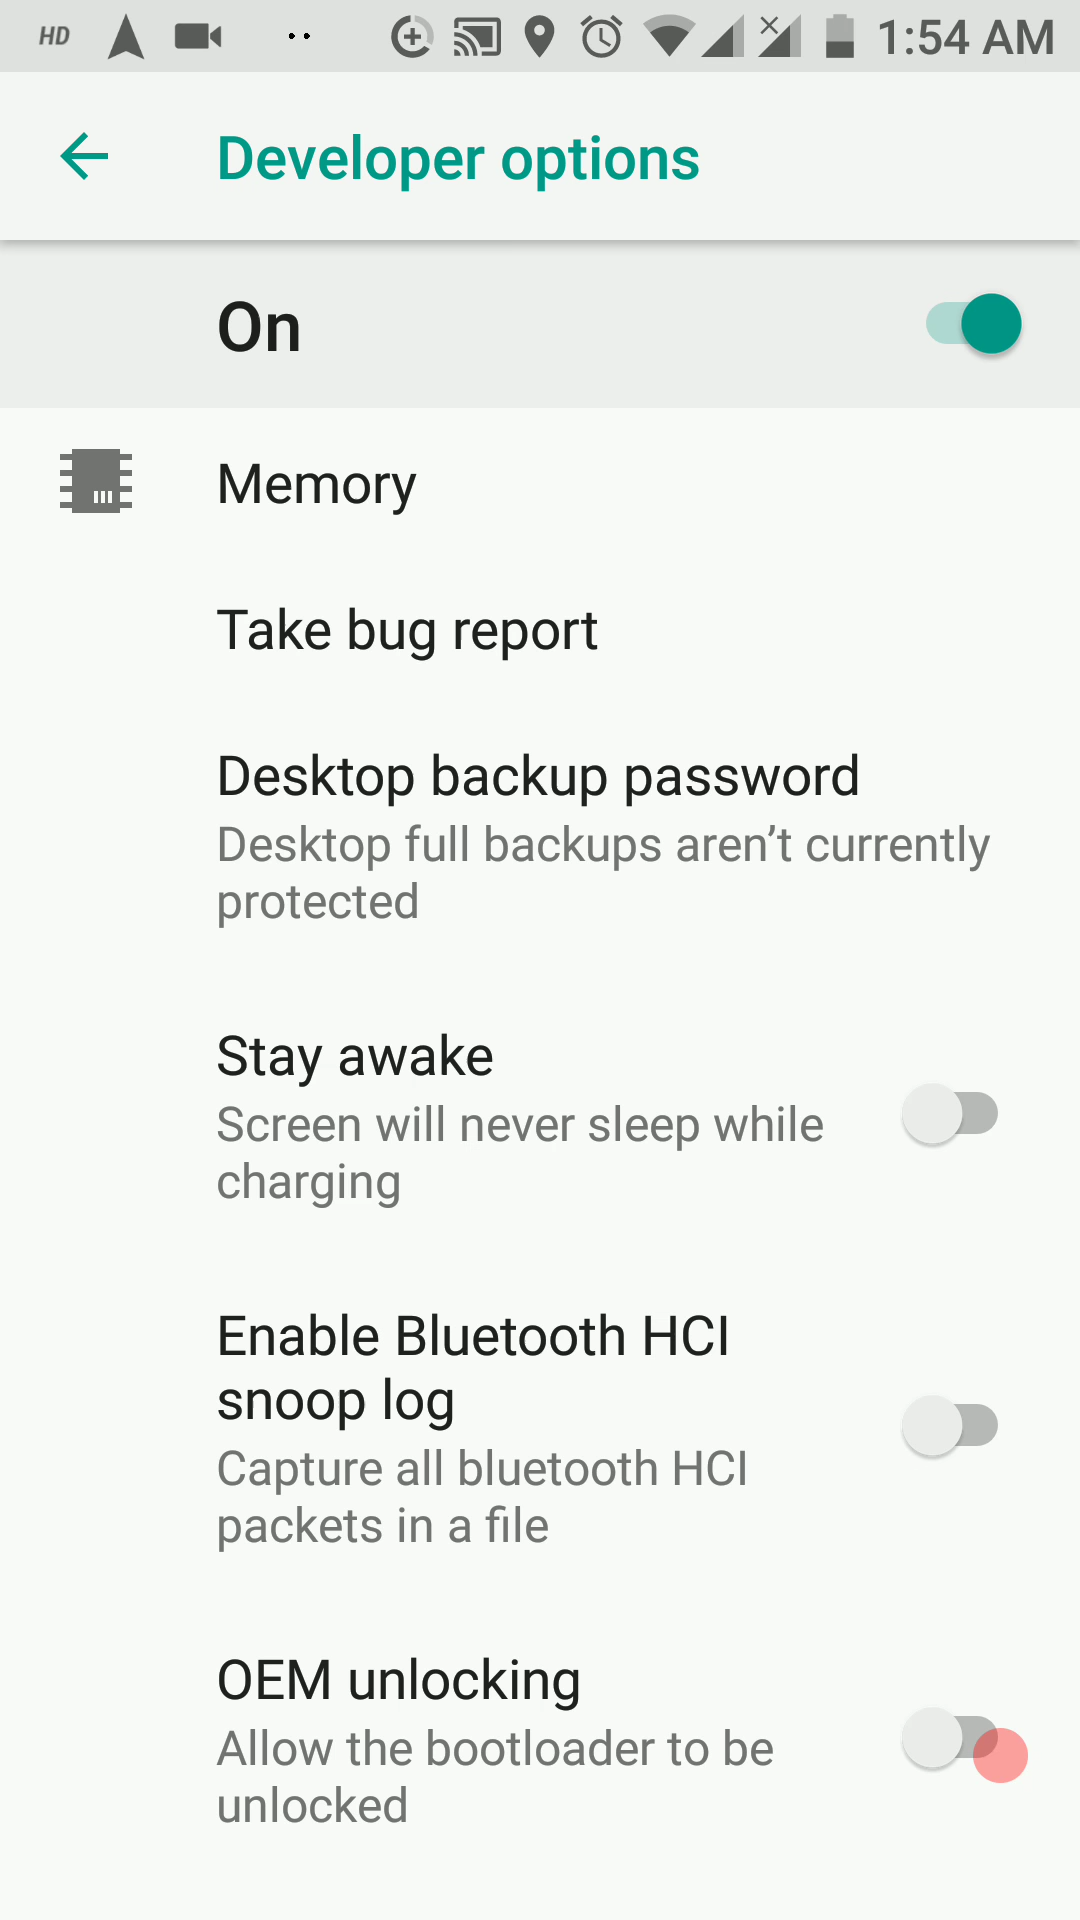 HD 1:54 AM
Developer options
On
Memory
Take bug report
Desktop backup password
Desktop full backups aren’t currently
protected
Stay awake
Screen will never sleep while
charging
Enable Bluetooth HCI
snoop log
Capture all bluetooth HCI
packets in a file
OEM unlocking
Allow the bootloader to be
unlocked